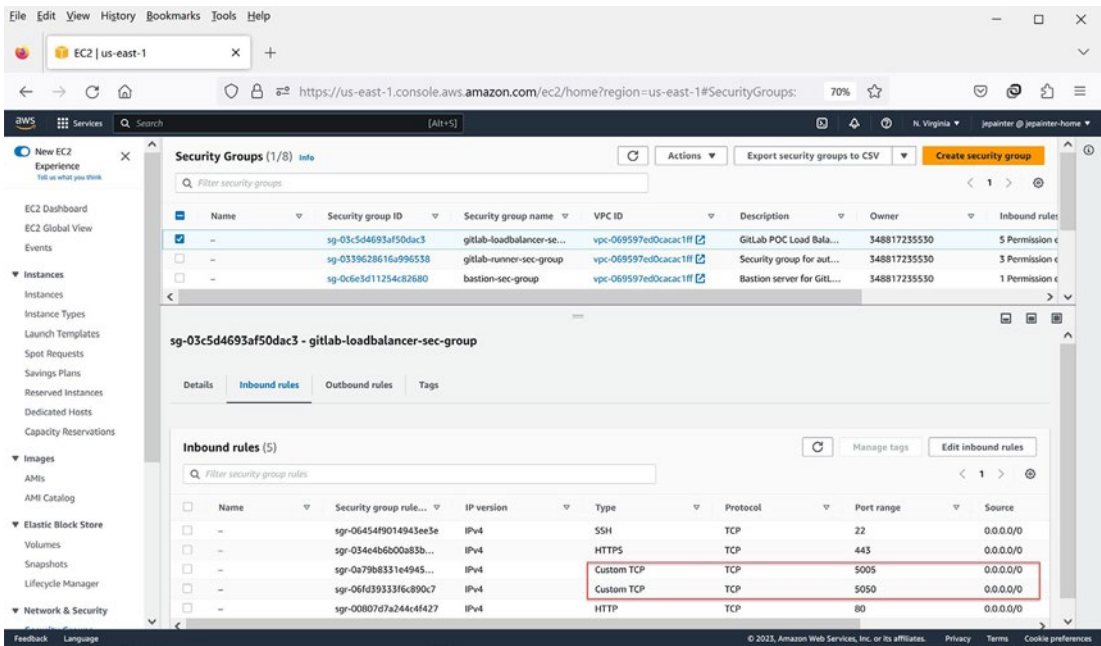 File Edit View History Bookmarks Tools Help
EC2 | us-east-1
https://us-east-1.console.aws.amazon.com/ec2/home?region=us-east-1#SecurityGroups: 70%
aws Services Search [Alt+S] N. Virginia jepainter @ jepainter-home
New EC2
Experience
Tell us what you think
EC2 Dashboard
EC2 Global View
Events
Instances
Instances
Instance Types
Launch Templates
Spot Requests
Savings Plans
Reserved Instances
Dedicated Hosts
Capacity Reservations
Images
AMIs
AMI Catalog
Elastic Block Store
Volumes
Snapshots
Lifecycle Manager
Network & Security
Security Groups (1/8) Info Actions Export security groups to CSV Create security group
Filter security groups 1
Name Security group ID Security group name VPC ID Description Owner Inbound rules
– sg-03c5d4693af50dac3 gitlab-loadbalancer-se... vpc-069597ed0cacac1ff GitLab POC Load Bala... 348817235530 5 Permission e
– sg-0339628616a996538 gitlab-runner-sec-group vpc-069597ed0cacac1ff Security group for aut... 348817235530 3 Permission e
– sg-0c6e3d11254c82680 bastion-sec-group vpc-069597ed0cacac1ff Bastion server for GitL... 348817235530 1 Permission e
sg-03c5d4693af50dac3 - gitlab-loadbalancer-sec-group
Details Inbound rules Outbound rules Tags
Inbound rules (5) Manage tags Edit inbound rules
Filter security group rules 1
Name Security group rule... IP version Type Protocol Port range Source
– sgr-06454f9014943ee3e IPv4 SSH TCP 22 0.0.0.0/0
– sgr-034e4b6b00a83b... IPv4 HTTPS TCP 443 0.0.0.0/0
– sgr-0a79b8331e4945... IPv4 Custom TCP TCP 5005 0.0.0.0/0
– sgr-06fd39333f6c890c7 IPv4 Custom TCP TCP 5050 0.0.0.0/0
– sgr-00807d7a244c4f427 IPv4 HTTP TCP 80 0.0.0.0/0
Feedback Language © 2023, Amazon Web Services, Inc. or its affiliates. Privacy Terms Cookie preferences